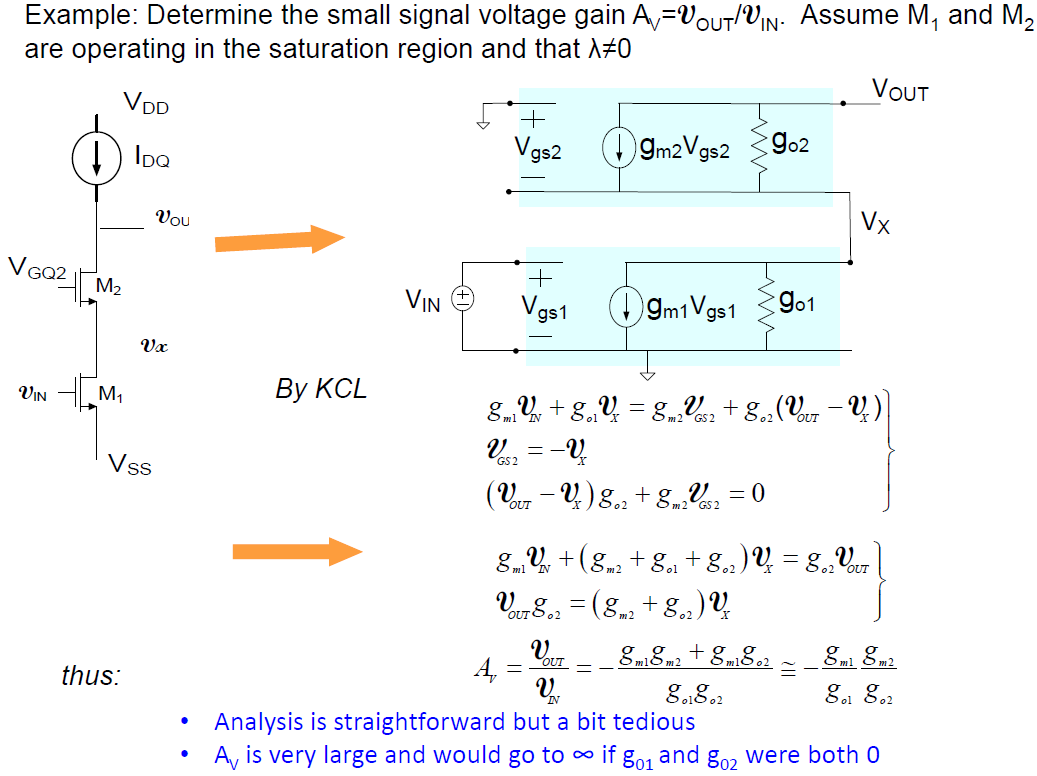 Example: Determine the small signal voltage gain A_V=𝒱_OUT/𝒱_IN. Assume M₁ and M₂
are operating in the saturation region and that λ≠0
V_DD
I_DQ
𝓋_OU
V_GQ2
M₂
𝓋x
𝒱_IN
M₁
V_SS
V_OUT
+
V_gs2
—
g_m2V_gs2
g_o2
V_X
V_IN
+
V_gs1
—
g_m1V_gs1
g_o1
By KCL
g_m1 𝒱_IN + g_o1 𝒱_X = g_m2 𝒱_GS2 + g_o2 (𝒱_OUT − 𝒱_X)
𝒱_GS2 = −𝒱_X
(𝒱_OUT − 𝒱_X) g_o2 + g_m2 𝒱_GS2 = 0
g_m1 𝒱_IN + (g_m2 + g_o1 + g_o2) 𝒱_X = g_o2 𝒱_OUT
𝒱_OUT g_o2 = (g_m2 + g_o2) 𝒱_X
thus:
A_V = 𝒱_OUT / 𝒱_IN = − (g_m1 g_m2 + g_m1 g_o2) / (g_o1 g_o2) ≅ − (g_m1 / g_o1) (g_m2 / g_o2)
• Analysis is straightforward but a bit tedious
• A_V is very large and would go to ∞ if g_01 and g_02 were both 0